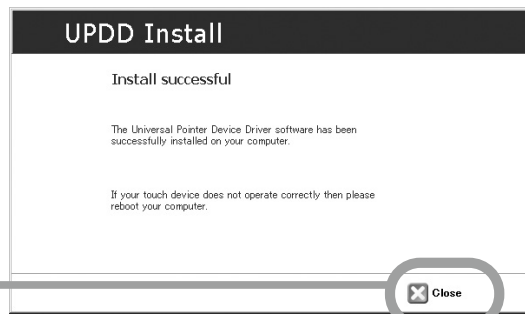 UPDD Install
Install successful
The Universal Pointer Device Driver software has been
successfully installed on your computer.
If your touch device does not operate correctly then please
reboot your computer.
Close